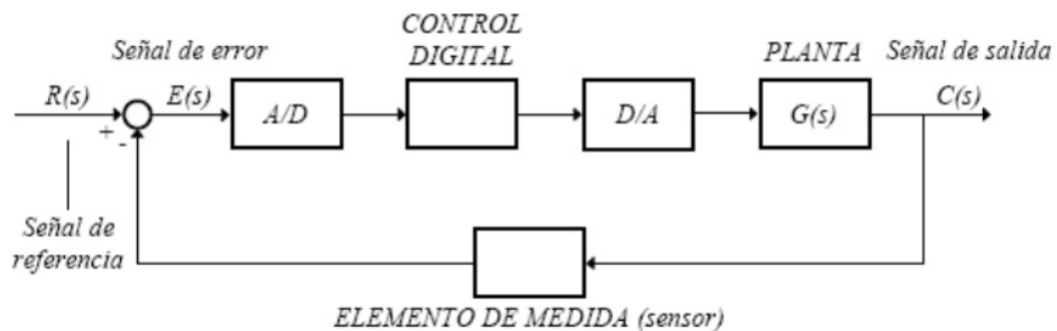 CONTROL
DIGITAL
Señal de error
PLANTA
Señal de salida
R(s)
E(s)
A/D
D/A
G(s)
C(s)
+
-
Señal de
referencia
ELEMENTO DE MEDIDA (sensor)